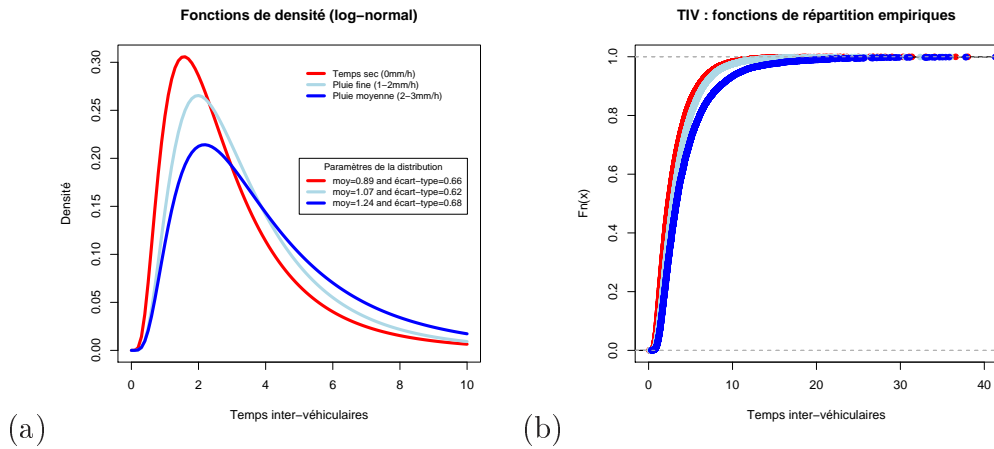 Fonctions de densité (log−normal)
Densité
0.30
0.25
0.20
0.15
0.10
0.05
0.00
Temps sec (0mm/h)
Pluie fine (1−2mm/h)
Pluie moyenne (2−3mm/h)
Paramètres de la distribution
moy=0.89 and écart−type=0.66
moy=1.07 and écart−type=0.62
moy=1.24 and écart−type=0.68
0 2 4 6 8 10
Temps inter−véhiculaires
(a)
TIV : fonctions de répartition empiriques
Fn(x)
1.0
0.8
0.6
0.4
0.2
0.0
0 10 20 30 40
Temps inter−véhiculaires
(b)